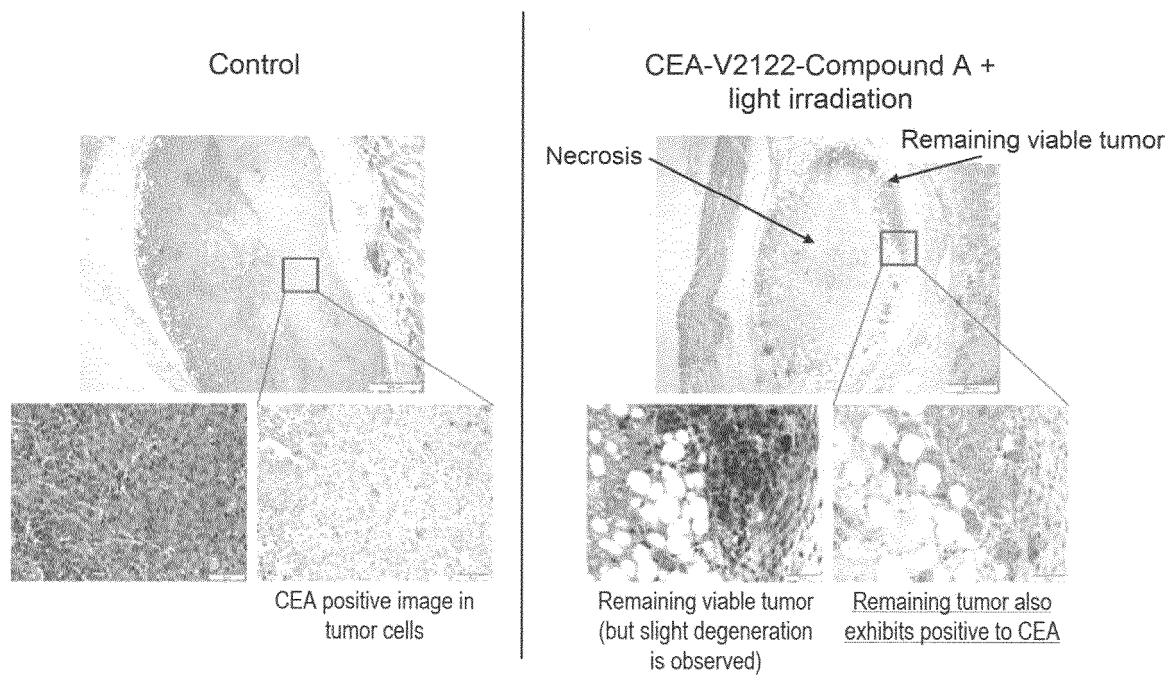 Control
CEA-V2122-Compound A +
light irradiation
Necrosis
Remaining viable tumor
CEA positive image in
tumor cells
Remaining viable tumor
(but slight degeneration
is observed)
Remaining tumor also
exhibits positive to CEA